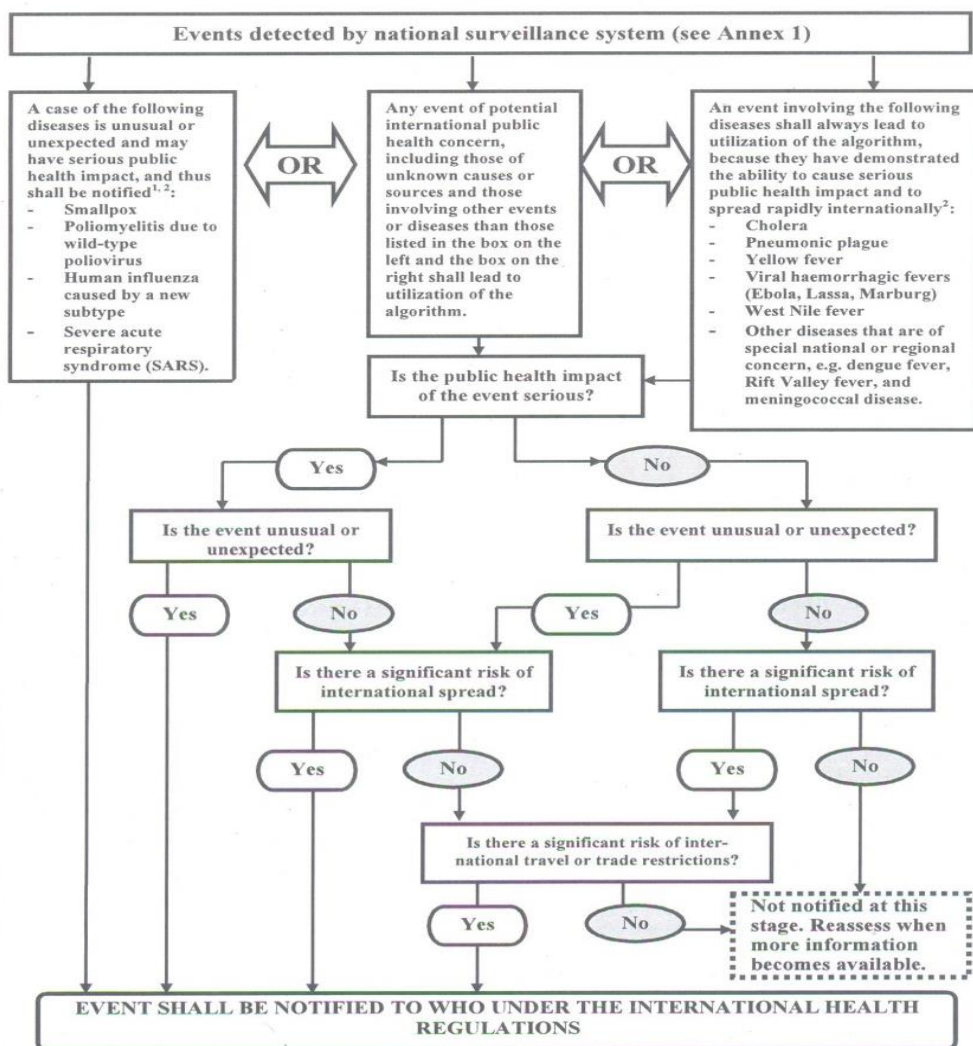 Events detected by national surveillance system (see Annex 1)
A case of the following
diseases is unusual or
unexpected and may
have serious public
health impact, and thus
shall be notified1, 2:
- Smallpox
- Poliomyelitis due to
wild-type
poliovirus
- Human influenza
caused by a new
subtype
- Severe acute
respiratory
syndrome (SARS).
OR
Any event of potential
international public
health concern,
including those of
unknown causes or
sources and those
involving other events
or diseases than those
listed in the box on the
left and the box on the
right shall lead to
utilization of the
algorithm.
OR
An event involving the following
diseases shall always lead to
utilization of the algorithm,
because they have demonstrated
the ability to cause serious
public health impact and to
spread rapidly internationally2:
- Cholera
- Pneumonic plague
- Yellow fever
- Viral haemorrhagic fevers
(Ebola, Lassa, Marburg)
- West Nile fever
- Other diseases that are of
special national or regional
concern, e.g. dengue fever,
Rift Valley fever, and
meningococcal disease.
Is the public health impact
of the event serious?
Yes
No
Is the event unusual or
unexpected?
Is the event unusual or unexpected?
Yes
No
Yes
No
Is there a significant risk of
international spread?
Is there a significant risk of
international spread?
Yes
No
Yes
No
Is there a significant risk of inter-
national travel or trade restrictions?
Yes
No
Not notified at this
stage. Reassess when
more information
becomes available.
EVENT SHALL BE NOTIFIED TO WHO UNDER THE INTERNATIONAL HEALTH
REGULATIONS